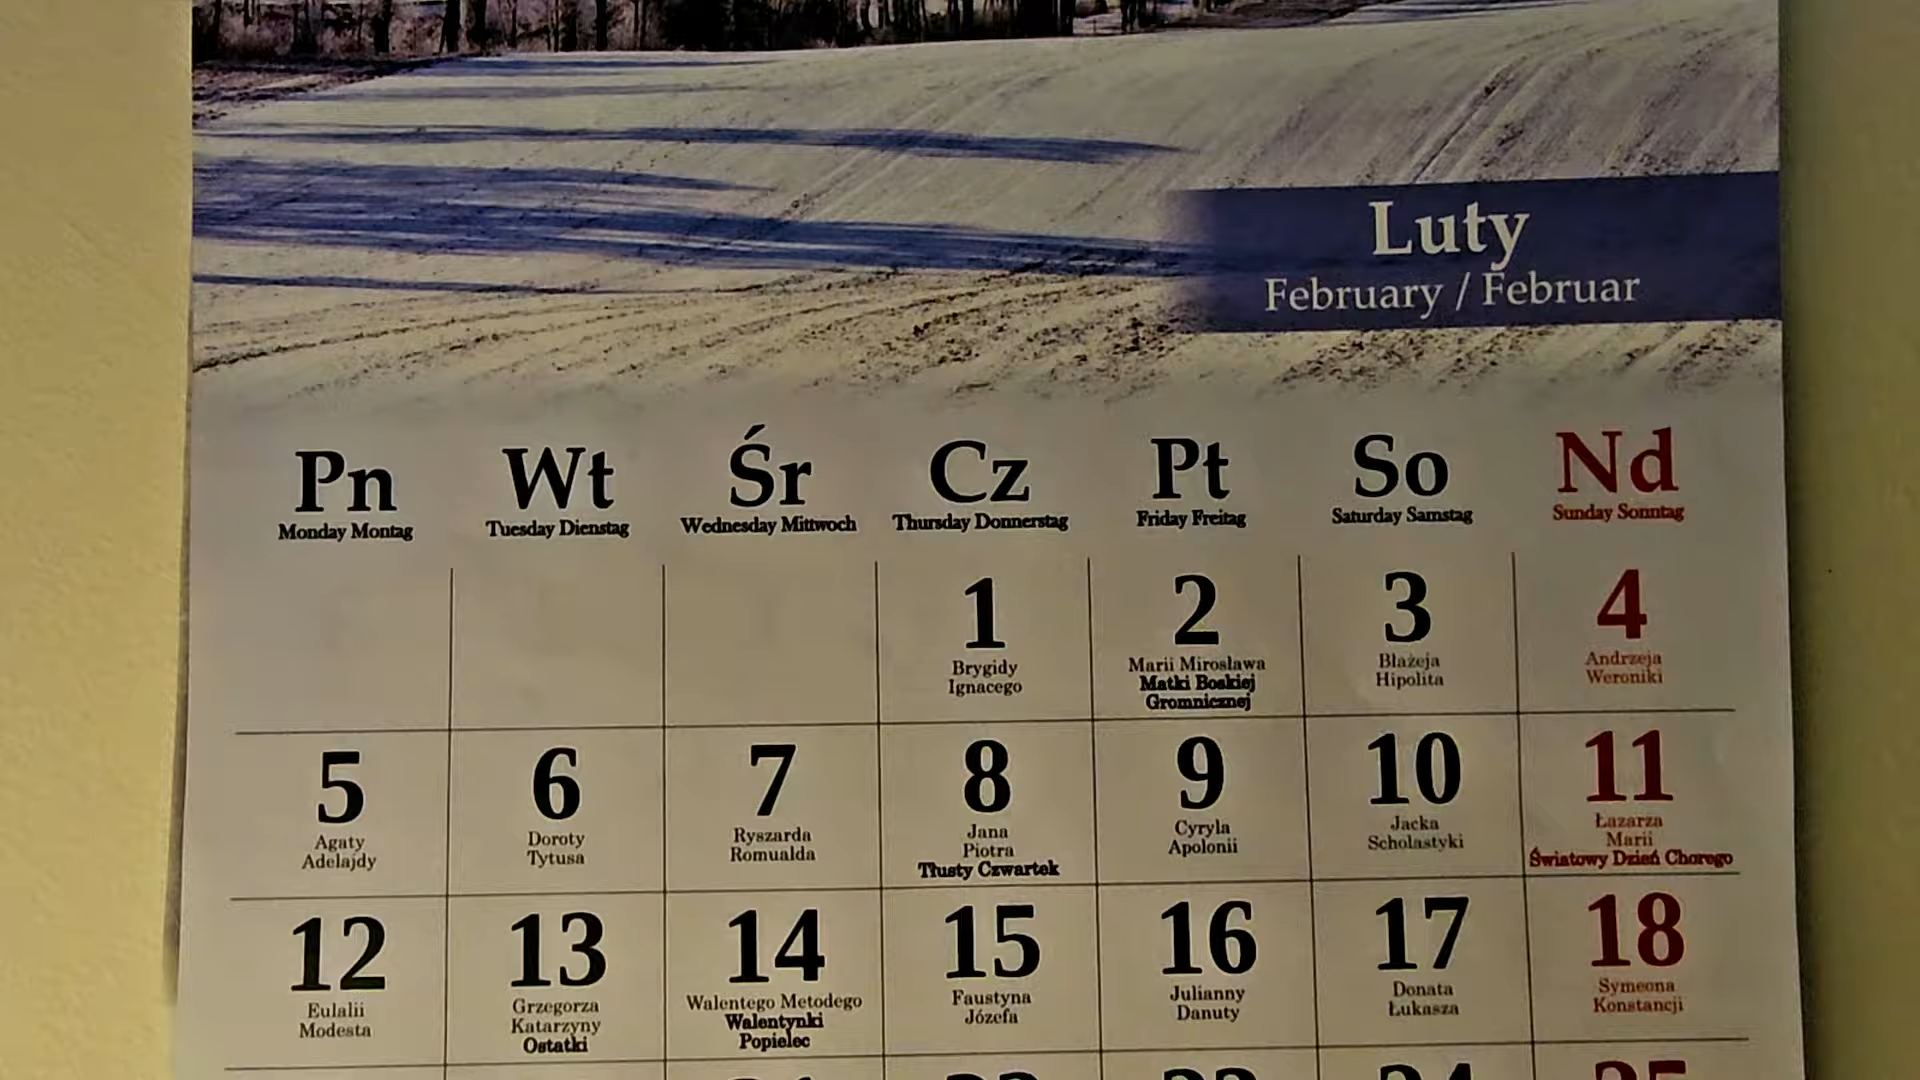 Luty
February / Februar
Pn Wt Śr Cz Pt So Nd
Monday Montag Tuesday Dienstag Wednesday Mittwoch Thursday Donnerstag Friday Freitag Saturday Samstag Sunday Sonntag
1
Brygidy
Ignacego
2
Marii Mirosława
Matki Boskiej
Gromnicznej
3
Błażeja
Hipolita
4
Andrzeja
Weroniki
5
Agaty
Adelajdy
6
Doroty
Tytusa
7
Ryszarda
Romualda
8
Jana
Piotra
Tłusty Czwartek
9
Cyryla
Apolonii
10
Jacka
Scholastyki
11
Łazarza
Marii
Światowy Dzień Chorego
12
Eulalii
Modesta
13
Grzegorza
Katarzyny
Ostatki
14
Walentego Metodego
Walentynki
Popielec
15
Faustyna
Józefa
16
Julianny
Danuty
17
Donata
Łukasza
18
Symeona
Konstancji